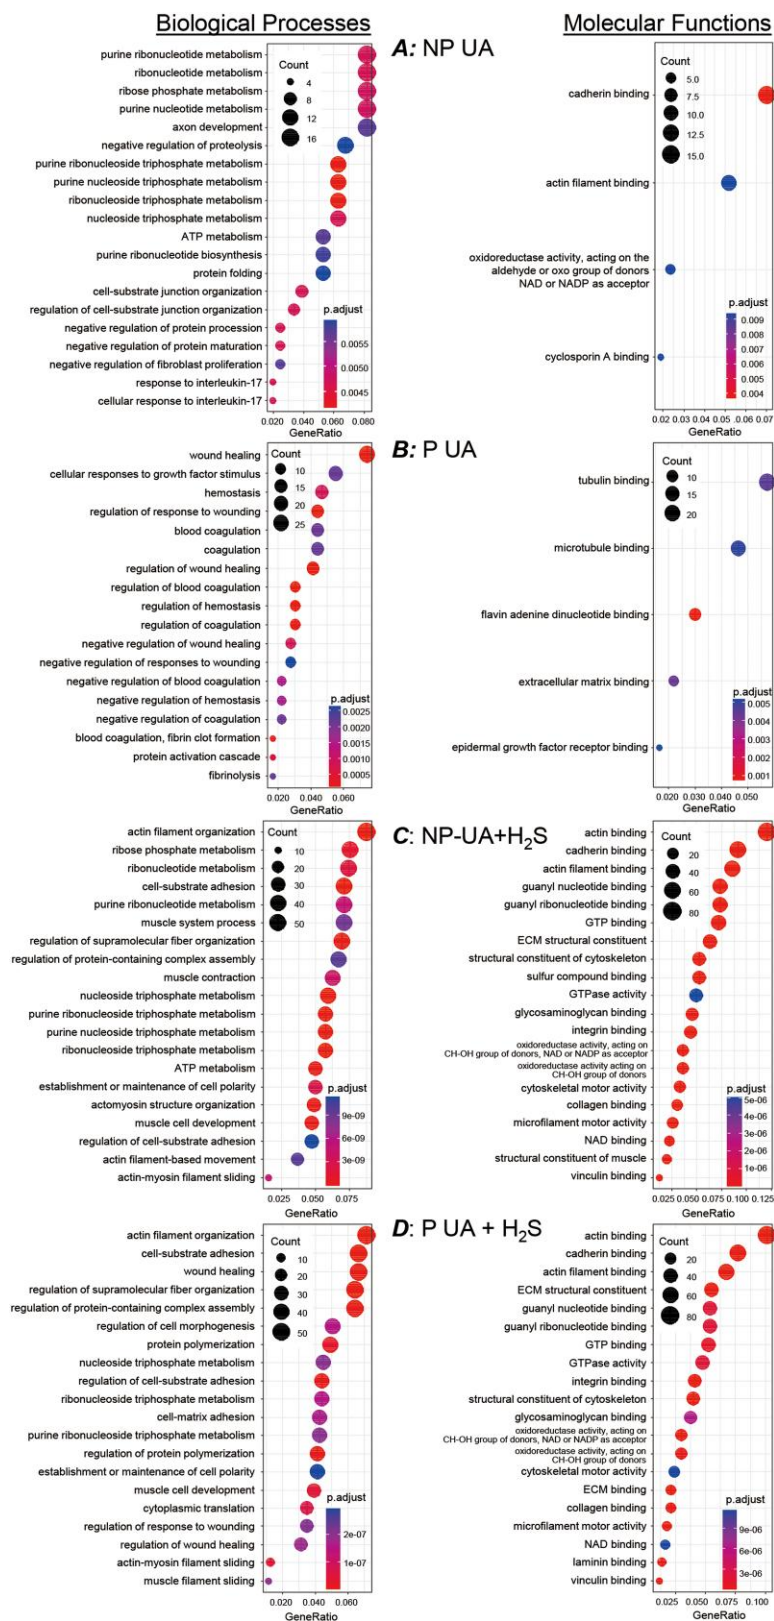 Biological Processes
Molecular Functions
A: NP UA
purine ribonucleotide metabolism
ribonucleotide metabolism
ribose phosphate metabolism
purine nucleotide metabolism
axon development
negative regulation of proteolysis
purine ribonucleoside triphosphate metabolism
purine nucleoside triphosphate metabolism
ribonucleoside triphosphate metabolism
nucleoside triphosphate metabolism
ATP metabolism
purine ribonucleotide biosynthesis
protein folding
cell-substrate junction organization
regulation of cell-substrate junction organization
negative regulation of protein procession
negative regulation of protein maturation
negative regulation of fibroblast proliferation
response to interleukin-17
cellular response to interleukin-17
Count
4
8
12
16
p.adjust
0.0055
0.0050
0.0045
0.020 0.040 0.060 0.080
GeneRatio
cadherin binding
actin filament binding
oxidoreductase activity, acting on the
aldehyde or oxo group of donors
NAD or NADP as acceptor
cyclosporin A binding
Count
5.0
7.5
10.0
12.5
15.0
p.adjust
0.009
0.008
0.007
0.006
0.005
0.004
0.02 0.03 0.04 0.05 0.06 0.07
GeneRatio
B: P UA
wound healing
cellular responses to growth factor stimulus
hemostasis
regulation of response to wounding
blood coagulation
coagulation
regulation of wound healing
regulation of blood coagulation
regulation of hemostasis
regulation of coagulation
negative regulation of wound healing
negative regulation of responses to wounding
negative regulation of blood coagulation
negative regulation of hemostasis
negative regulation of coagulation
blood coagulation, fibrin clot formation
protein activation cascade
fibrinolysis
Count
10
15
20
25
p.adjust
0.0025
0.0020
0.0015
0.0010
0.0005
0.020 0.040 0.060
GeneRatio
tubulin binding
microtubule binding
flavin adenine dinucleotide binding
extracellular matrix binding
epidermal growth factor receptor binding
Count
10
15
20
p.adjust
0.005
0.004
0.003
0.002
0.001
0.020 0.030 0.040 0.050
GeneRatio
C: NP-UA+H2S
actin filament organization
ribose phosphate metabolism
ribonucleotide metabolism
cell-substrate adhesion
purine ribonucleotide metabolism
muscle system process
regulation of supramolecular fiber organization
regulation of protein-containing complex assembly
muscle contraction
nucleoside triphosphate metabolism
purine ribonucleoside triphosphate metabolism
purine nucleoside triphosphate metabolism
ribonucleoside triphosphate metabolism
ATP metabolism
establishment or maintenance of cell polarity
actomyosin structure organization
muscle cell development
regulation of cell-substrate adhesion
actin filament-based movement
actin-myosin filament sliding
Count
10
20
30
40
50
p.adjust
9e-09
6e-09
3e-09
0.025 0.050 0.075
GeneRatio
actin binding
cadherin binding
actin filament binding
guanyl nucleotide binding
guanyl ribonucleotide binding
GTP binding
ECM structural constituent
structural constituent of cytoskeleton
sulfur compound binding
GTPase activity
glycosaminoglycan binding
integrin binding
oxidoreductase activity, acting on
CH-OH group of donors, NAD or NADP as acceptor
oxidoreductase activity, acting on
CH-OH group of donors
cytoskeletal motor activity
collagen binding
microfilament motor activity
NAD binding
structural constituent of muscle
vinculin binding
Count
20
40
60
80
p.adjust
5e-06
4e-06
3e-06
2e-06
1e-06
0.025 0.050 0.075 0.100 0.125
GeneRatio
D: P UA + H2S
actin filament organization
cell-substrate adhesion
wound healing
regulation of supramolecular fiber organization
regulation of protein-containing complex assembly
regulation of cell morphogenesis
protein polymerization
nucleoside triphosphate metabolism
regulation of cell-substrate adhesion
ribonucleoside triphosphate metabolism
cell-matrix adhesion
purine ribonucleoside triphosphate metabolism
regulation of protein polymerization
establishment or maintenance of cell polarity
muscle cell development
cytoplasmic translation
regulation of response to wounding
regulation of wound healing
actin-myosin filament sliding
muscle filament sliding
Count
10
20
30
40
50
p.adjust
2e-07
1e-07
0.020 0.040 0.060
GeneRatio
actin binding
cadherin binding
actin filament binding
ECM structural constituent
guanyl nucleotide binding
guanyl ribonucleotide binding
GTP binding
GTPase activity
integrin binding
structural constituent of cytoskeleton
glycosaminoglycan binding
oxidoreductase activity, acting on
CH-OH group of donors, NAD or NADP as acceptor
oxidoreductase activity, acting on
CH-OH group of donors
cytoskeletal motor activity
ECM binding
collagen binding
microfilament motor activity
NAD binding
laminin binding
vinculin binding
Count
20
40
60
80
p.adjust
9e-06
6e-06
3e-06
0.025 0.050 0.075 0.100
GeneRatio